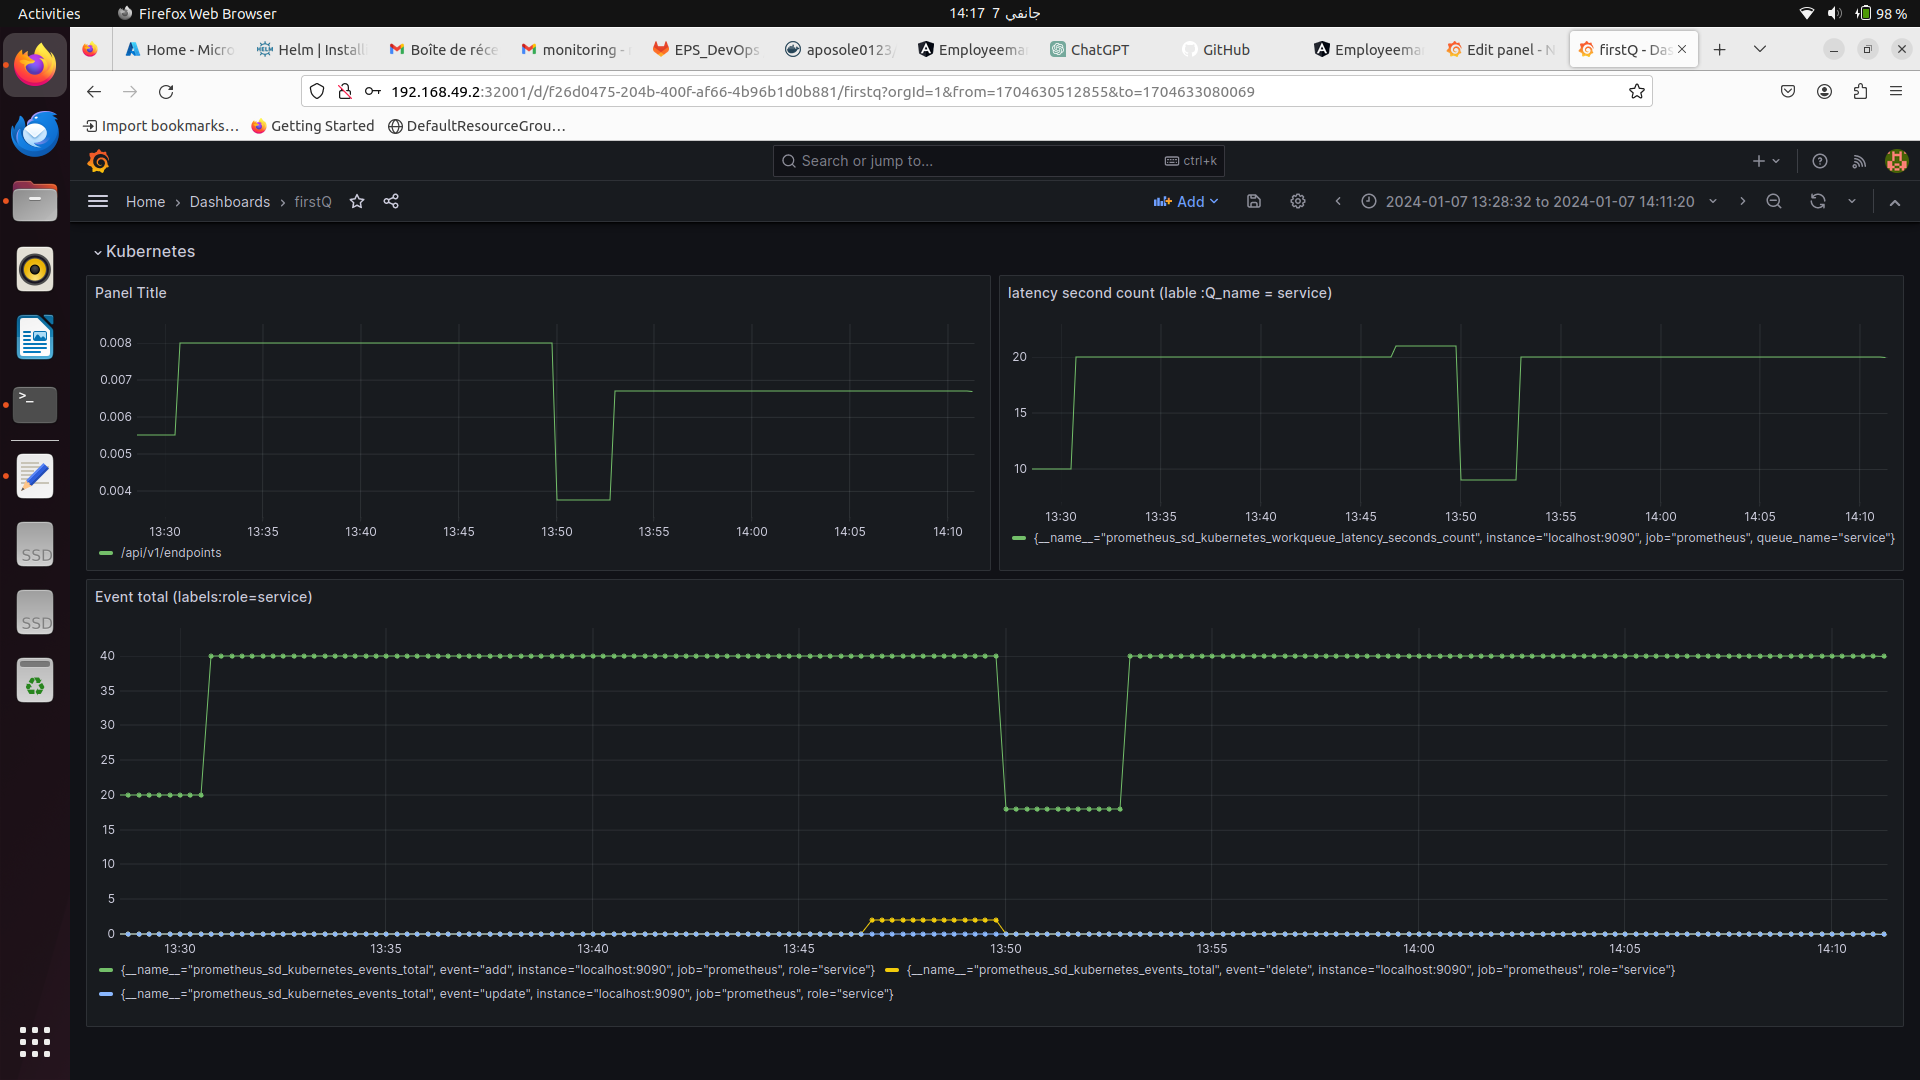 Activities Firefox Web Browser 14:17 7 جانفي 98 %
Home - Micro Helm | Installi Boîte de réce monitoring - EPS_DevOps aposole0123/ Employeeman ChatGPT GitHub Employeema Edit panel - N firstQ - Das
192.168.49.2:32001/d/f26d0475-204b-400f-af66-4b96b1d0b881/firstq?orgId=1&from=1704630512855&to=1704633080069
Import bookmarks... Getting Started DefaultResourceGrou...
Search or jump to... ctrl+k
Home › Dashboards › firstQ Add 2024-01-07 13:28:32 to 2024-01-07 14:11:20
Kubernetes
Panel Title
0.008
0.007
0.006
0.005
0.004
13:30 13:35 13:40 13:45 13:50 13:55 14:00 14:05 14:10
/api/v1/endpoints
latency second count (lable :Q_name = service)
20
15
10
13:30 13:35 13:40 13:45 13:50 13:55 14:00 14:05 14:10
{__name__="prometheus_sd_kubernetes_workqueue_latency_seconds_count", instance="localhost:9090", job="prometheus", queue_name="service"}
Event total (labels:role=service)
40
35
30
25
20
15
10
5
0
13:30 13:35 13:40 13:45 13:50 13:55 14:00 14:05 14:10
{__name__="prometheus_sd_kubernetes_events_total", event="add", instance="localhost:9090", job="prometheus", role="service"} {__name__="prometheus_sd_kubernetes_events_total", event="delete", instance="localhost:9090", job="prometheus", role="service"}
{__name__="prometheus_sd_kubernetes_events_total", event="update", instance="localhost:9090", job="prometheus", role="service"}
>_
SSD
SSD